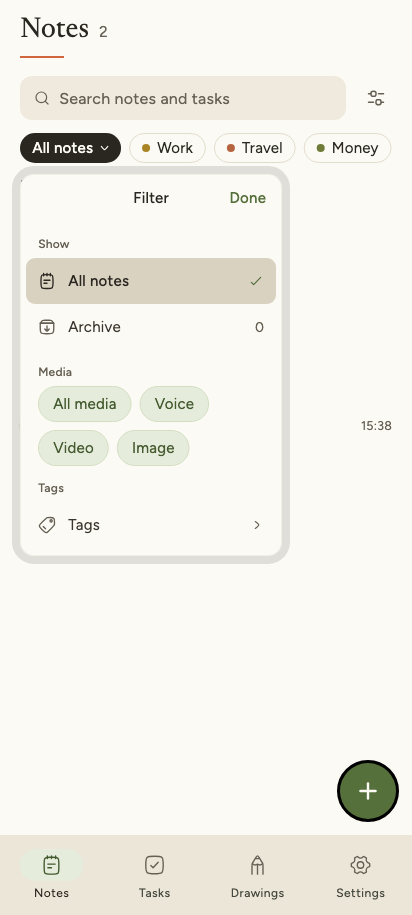 Notes 2
Search notes and tasks
All notes Work Travel Money
Filter Done
Show
All notes
Archive 0
Media
All media Voice
15:38
Video Image
Tags
Tags
Notes Tasks Drawings Settings